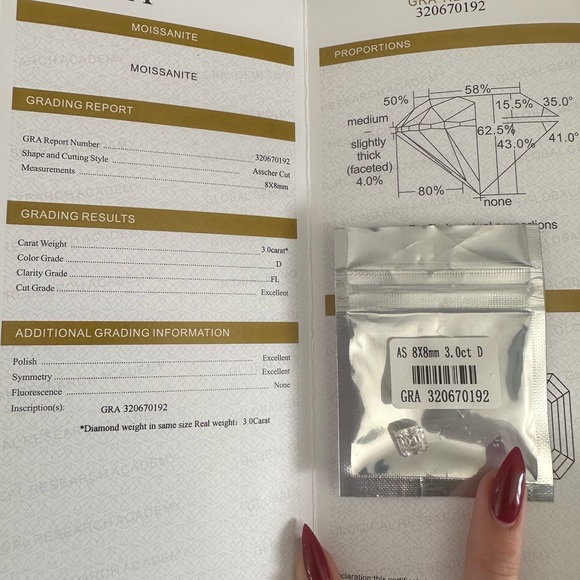 MOISSANITE
MOISSANITE
GRADING REPORT
GRA Report Number 320670192
Shape and Cutting Style Asscher Cut
Measurements 8X8mm
GRADING RESULTS
Carat Weight 3.0carat*
Color Grade D
Clarity Grade FL
Cut Grade Excellent
ADDITIONAL GRADING INFORMATION
Polish Excellent
Symmetry Excellent
Fluorescence None
Inscription(s): GRA 320670192
*Diamond weight in same size Real weight: 3.0Carat
320670192
PROPORTIONS
50% 58%
15.5% 35.0°
medium
–
slightly
thick
(faceted)
4.0%
62.5%
43.0% 41.0°
80%
none
proportions
AS 8X8mm 3.0ct D
GRA 320670192